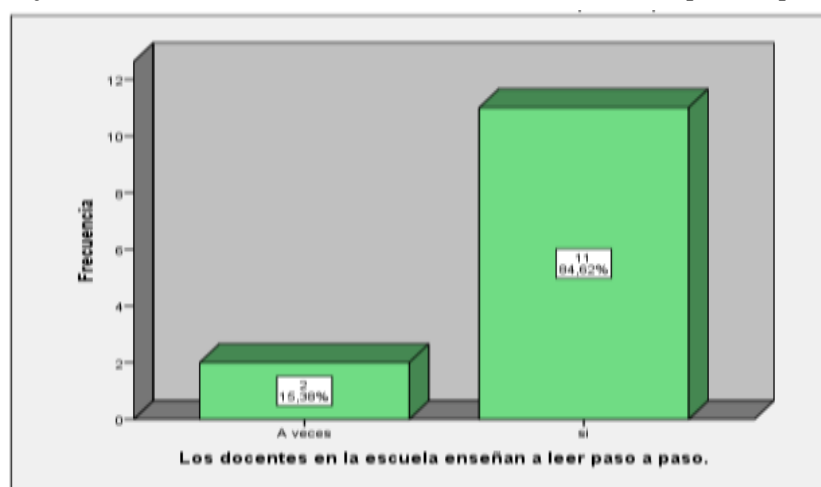 12
10
8
6
4
2
0
Frecuencia
2
15,38%
11
84,62%
A veces
si
Los docentes en la escuela enseñan a leer paso a paso.